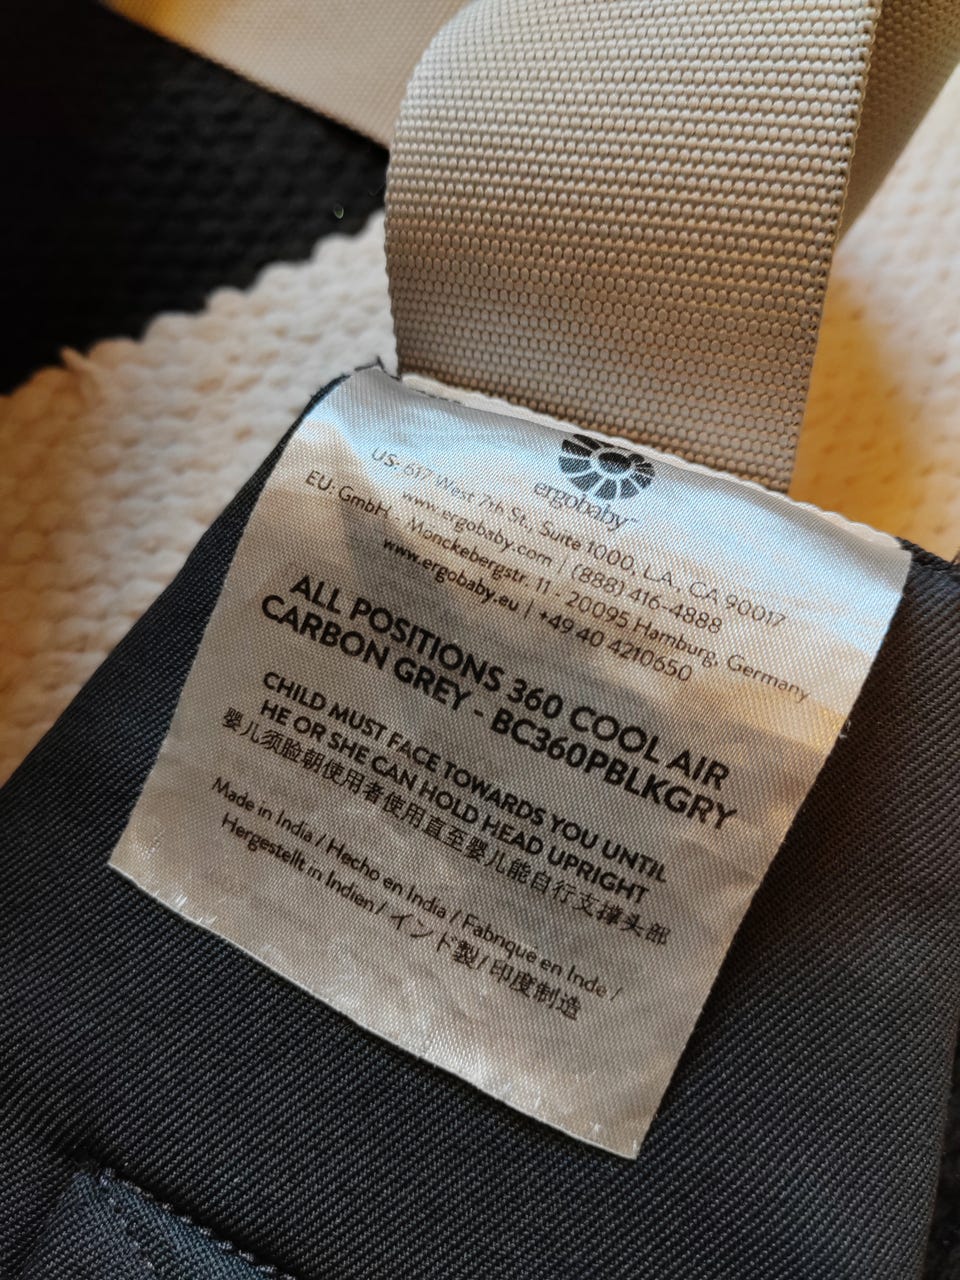 ergobaby™
US: 617 West 7th St, Suite 1000, LA., CA 90017
www.ergobaby.com | (888) 416-4888
EU: GmbH - Monckebergstr. 11 - 20095 Hamburg, Germany
www.ergobaby.eu | +49 40 4210650
ALL POSITIONS 360 COOL AIR
CARBON GREY - BC360PBLKGRY
CHILD MUST FACE TOWARDS YOU UNTIL
HE OR SHE CAN HOLD HEAD UPRIGHT
婴儿须脸朝使用者使用直至婴儿能自行支撑头部
Made in India / Hecho en India / Fabrique en Inde /
Hergestellt in Indien / インド製 / 印度制造